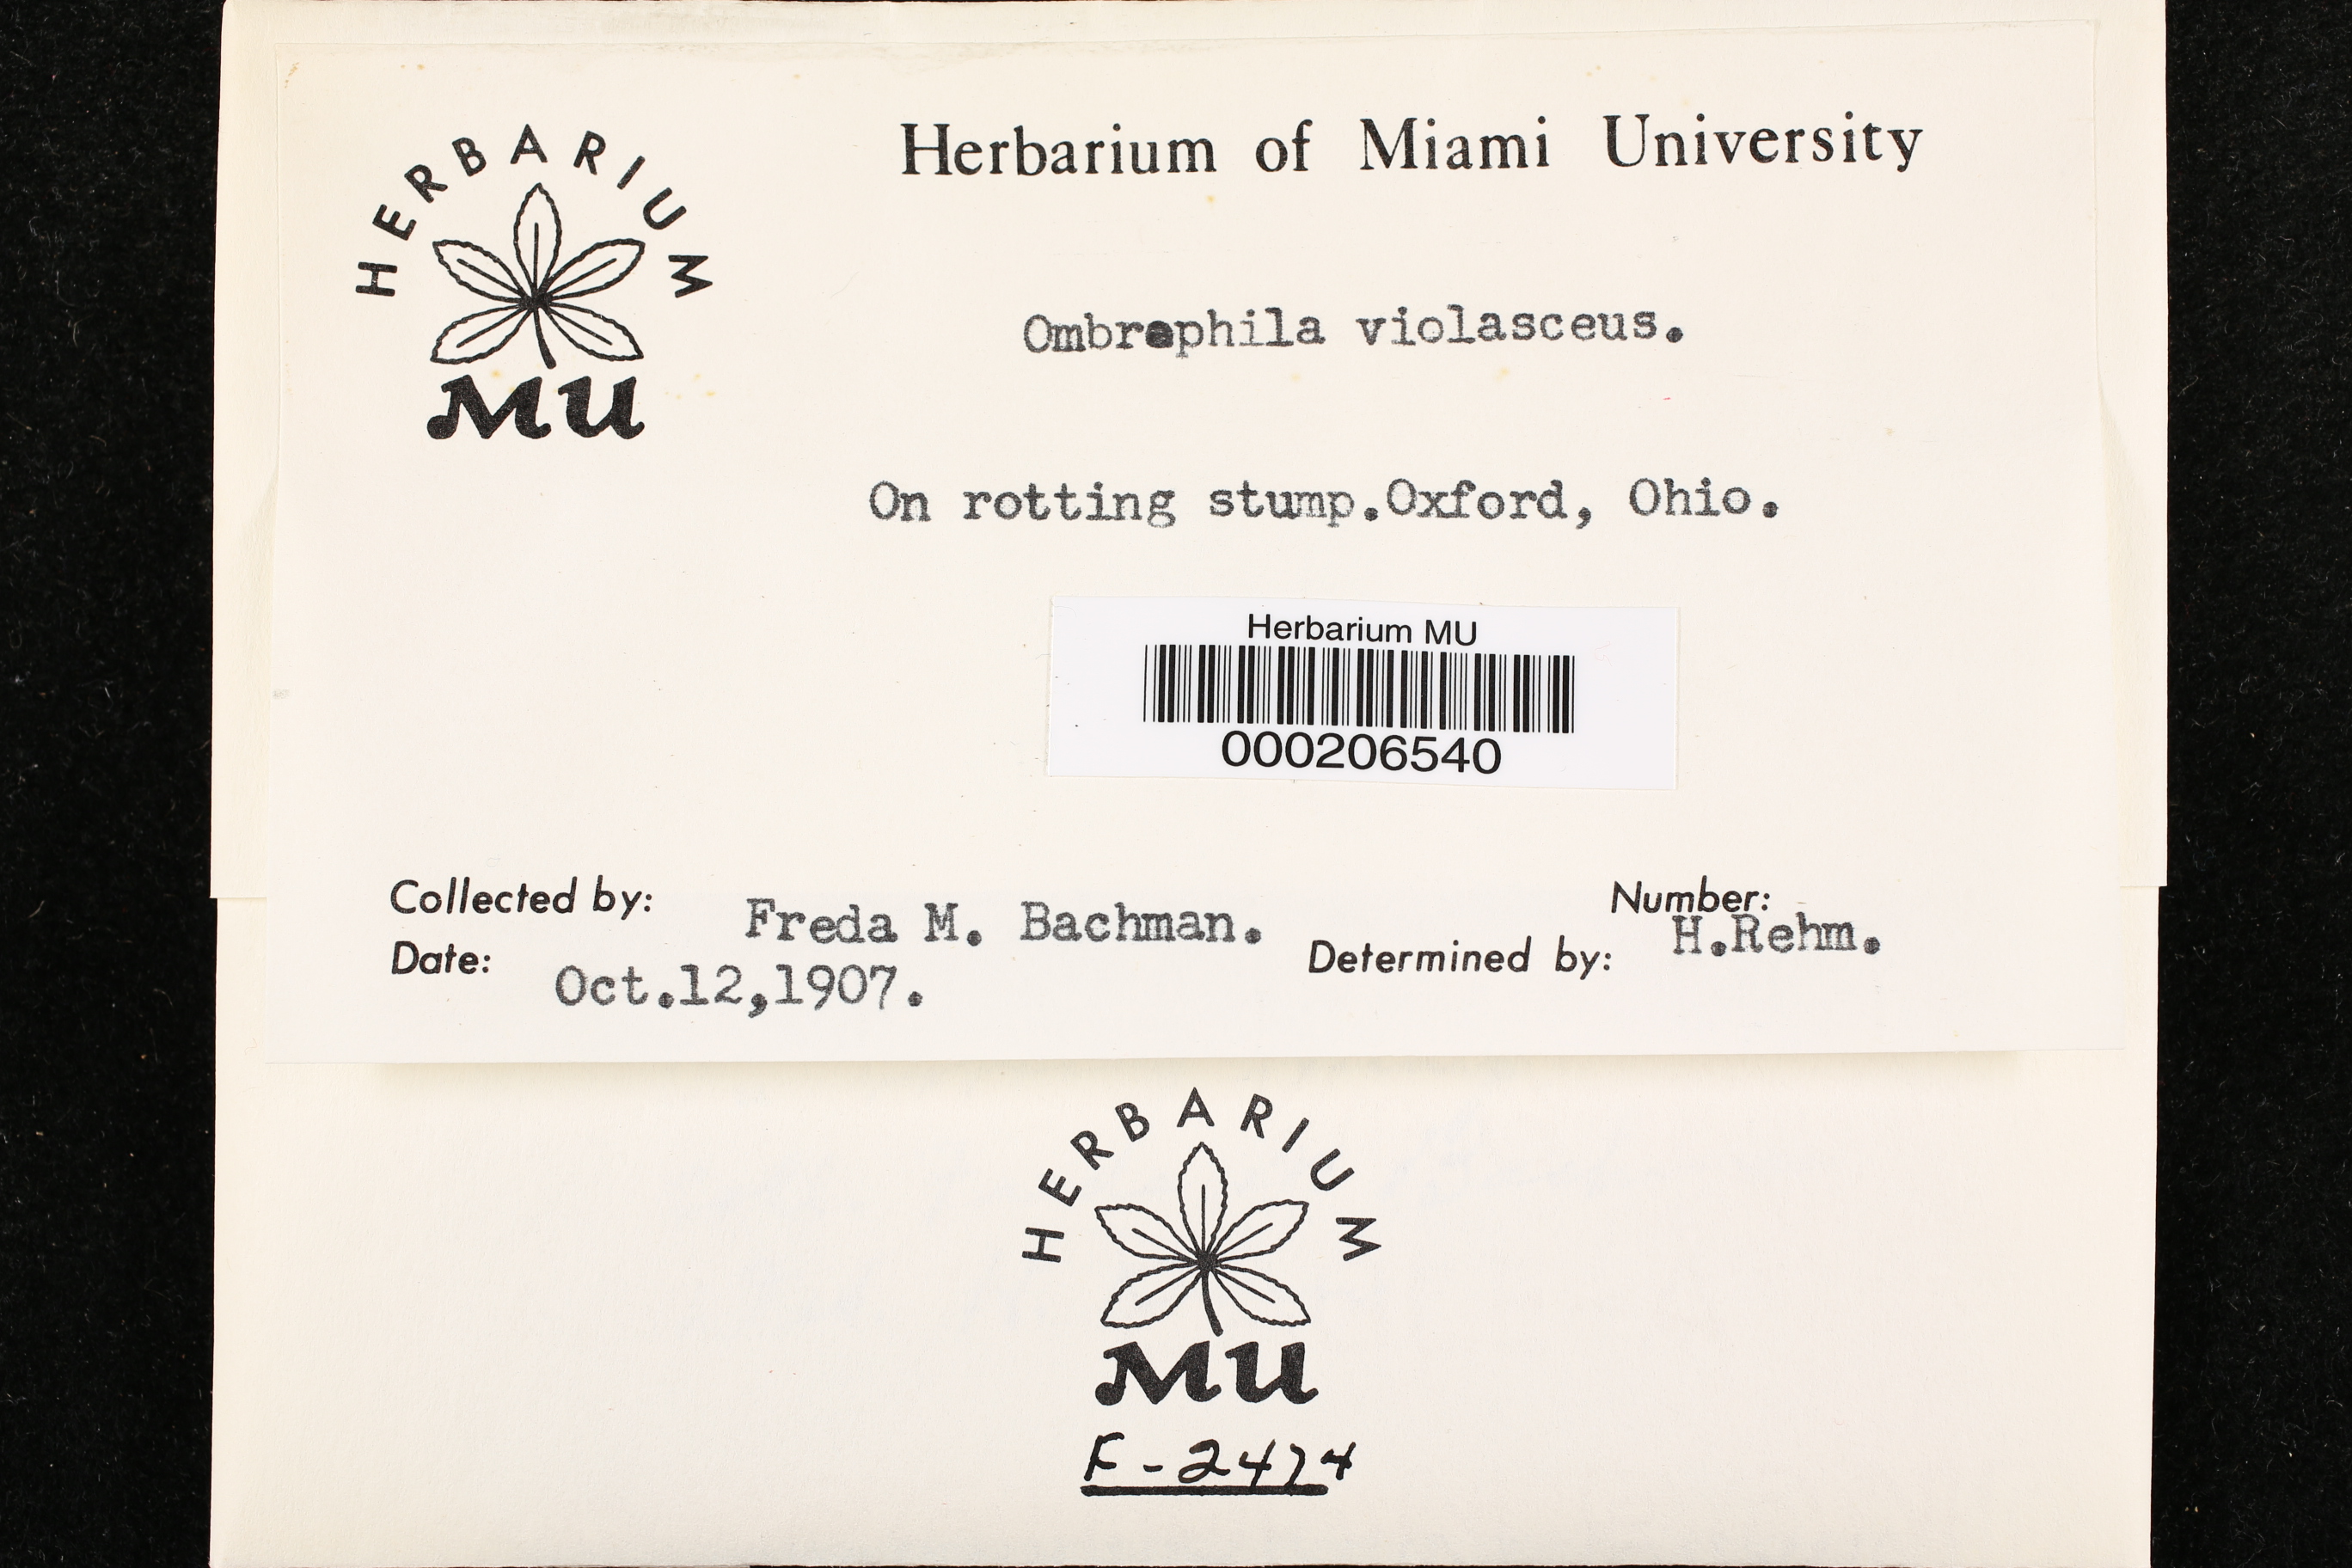 HERBARIUM
MU
Herbarium of Miami University
Ombrophila violasceus.
On rotting stump.Oxford, Ohio.
Herbarium MU
000206540
Collected by: Freda M. Bachman.
Number:
Date: Oct.12,1907.
Determined by: H.Rehm.
HERBARIUM
MU
F-2424